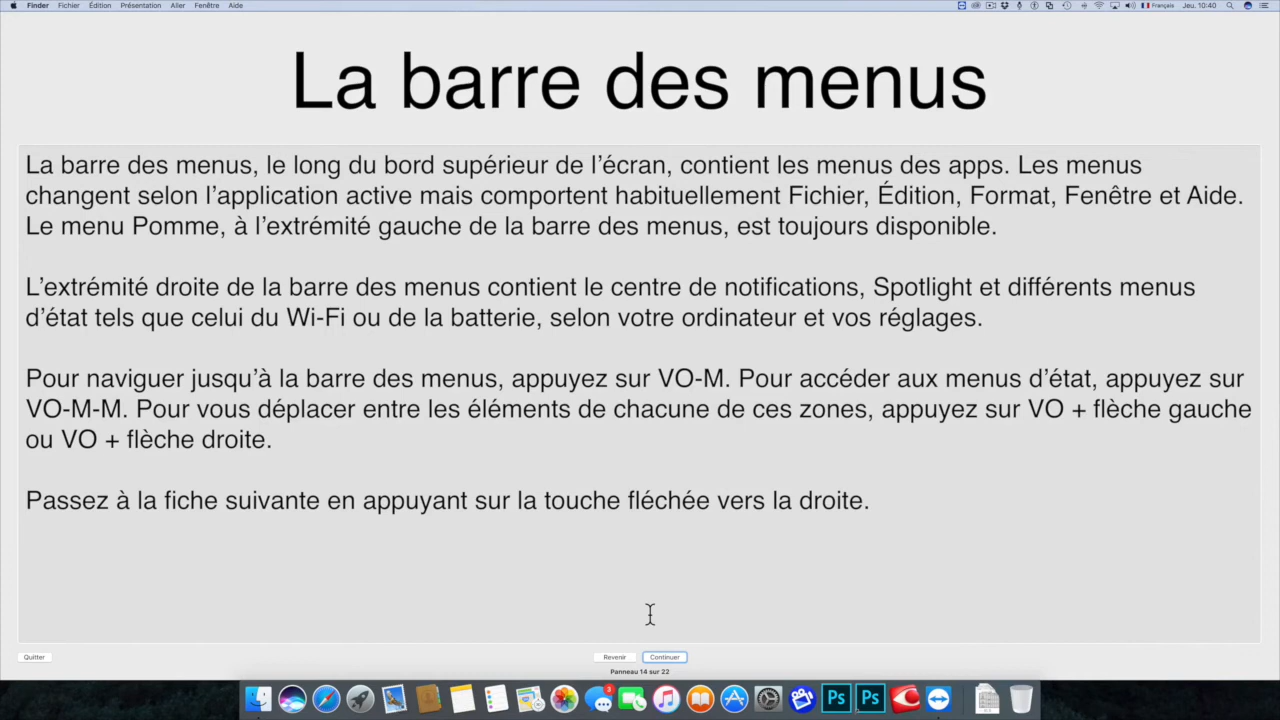 Finder Fichier Édition Présentation Aller Fenêtre Aide Français Jeu. 10:40
La barre des menus
La barre des menus, le long du bord supérieur de l’écran, contient les menus des apps. Les menus
changent selon l’application active mais comportent habituellement Fichier, Édition, Format, Fenêtre et Aide.
Le menu Pomme, à l’extrémité gauche de la barre des menus, est toujours disponible.
L’extrémité droite de la barre des menus contient le centre de notifications, Spotlight et différents menus
d’état tels que celui du Wi-Fi ou de la batterie, selon votre ordinateur et vos réglages.
Pour naviguer jusqu’à la barre des menus, appuyez sur VO-M. Pour accéder aux menus d’état, appuyez sur
VO-M-M. Pour vous déplacer entre les éléments de chacune de ces zones, appuyez sur VO + flèche gauche
ou VO + flèche droite.
Passez à la fiche suivante en appuyant sur la touche fléchée vers la droite.
Quitter Revenir Continuer
Panneau 14 sur 22
3
Ps Ps